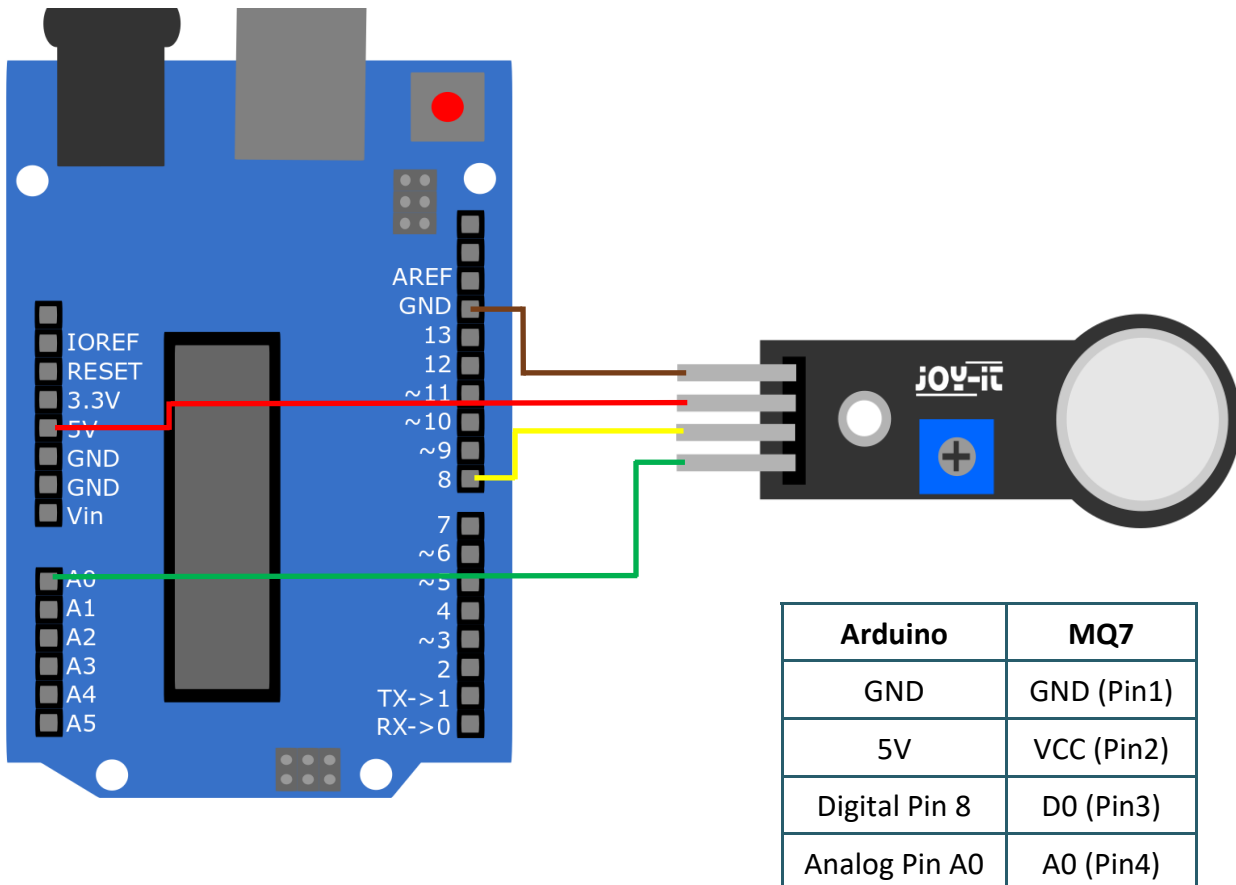 AREF
GND
13
12
~11
~10
~9
8
7
~6
~5
4
~3
2
TX->1
RX->0
IOREF
RESET
3.3V
5V
GND
GND
Vin
A0
A1
A2
A3
A4
A5
JOY-iT
Arduino MQ7
GND GND (Pin1)
5V VCC (Pin2)
Digital Pin 8 D0 (Pin3)
Analog Pin A0 A0 (Pin4)